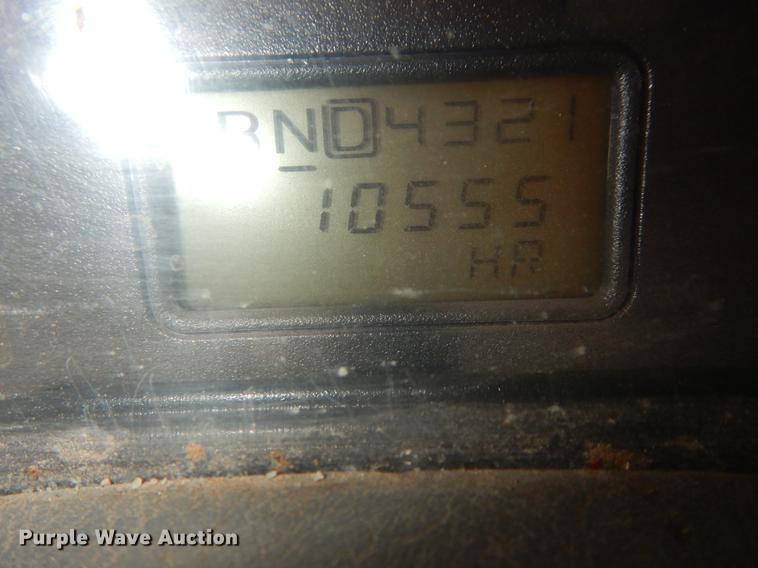 RND4321
10555
HR
Purple Wave Auction